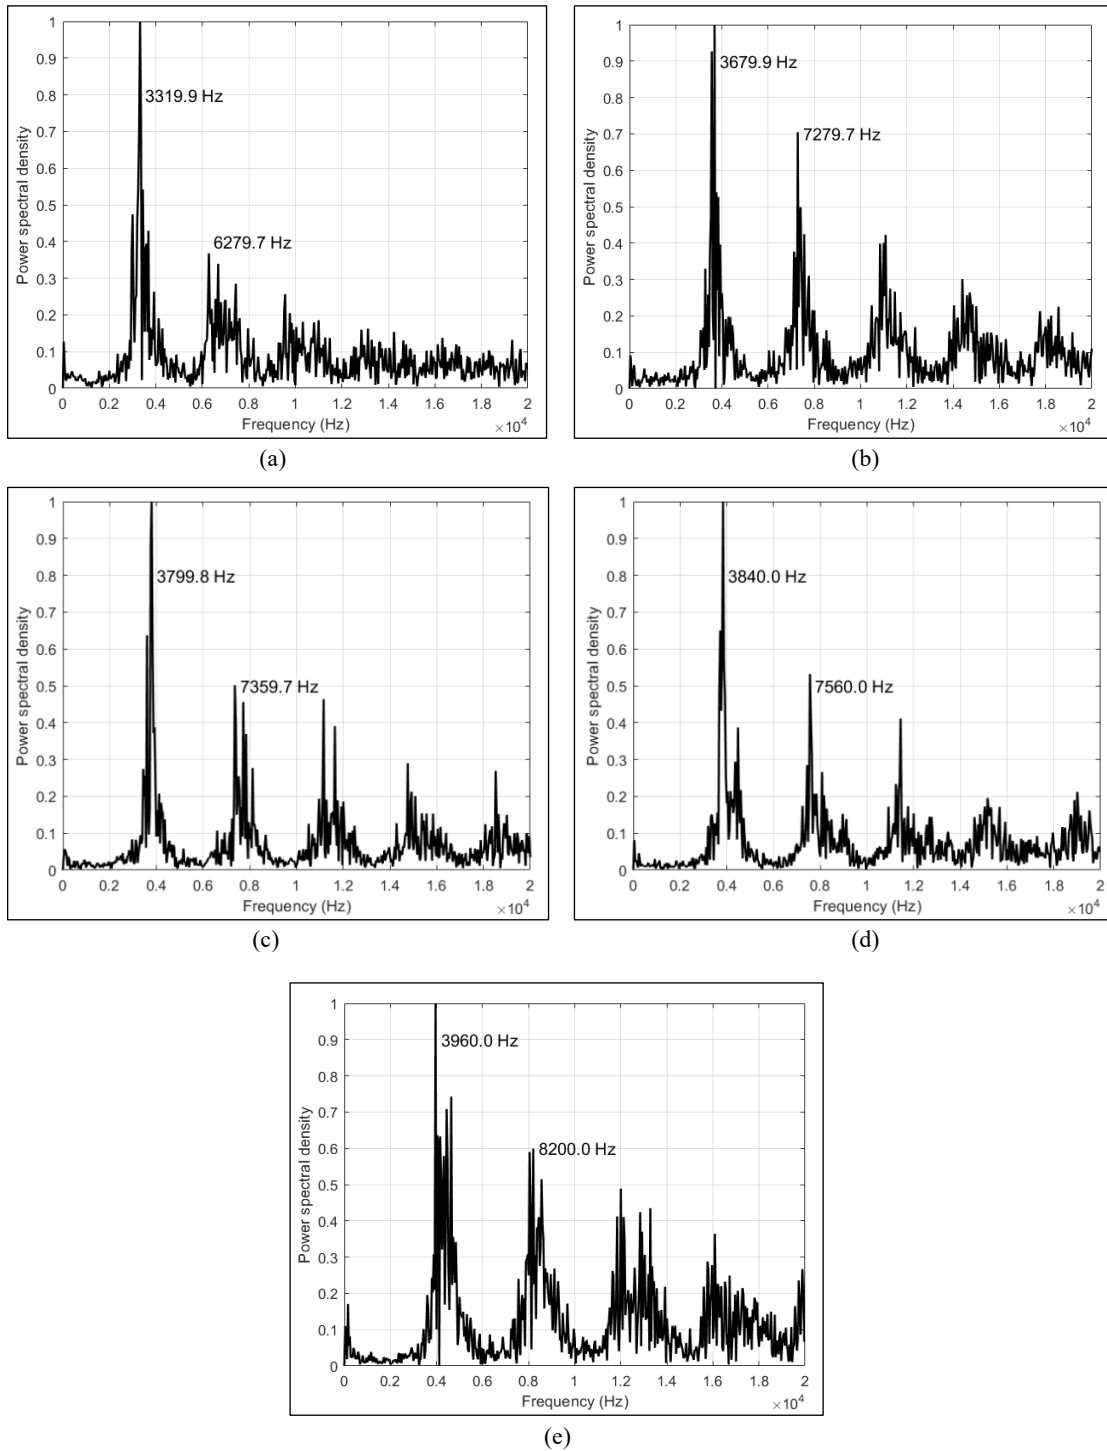 1
0.9
0.8
0.7
0.6
0.5
0.4
0.3
0.2
0.1
0
Power spectral density
3319.9 Hz
6279.7 Hz
0 0.2 0.4 0.6 0.8 1 1.2 1.4 1.6 1.8 2
Frequency (Hz)
×10⁴
(a)
1
0.9
0.8
0.7
0.6
0.5
0.4
0.3
0.2
0.1
0
Power spectral density
3679.9 Hz
7279.7 Hz
0 0.2 0.4 0.6 0.8 1 1.2 1.4 1.6 1.8 2
Frequency (Hz)
×10⁴
(b)
1
0.9
0.8
0.7
0.6
0.5
0.4
0.3
0.2
0.1
0
Power spectral density
3799.8 Hz
7359.7 Hz
0 0.2 0.4 0.6 0.8 1 1.2 1.4 1.6 1.8 2
Frequency (Hz)
×10⁴
(c)
1
0.9
0.8
0.7
0.6
0.5
0.4
0.3
0.2
0.1
0
Power spectral density
3840.0 Hz
7560.0 Hz
0 0.2 0.4 0.6 0.8 1 1.2 1.4 1.6 1.8 2
Frequency (Hz)
×10⁴
(d)
1
0.9
0.8
0.7
0.6
0.5
0.4
0.3
0.2
0.1
0
Power spectral density
3960.0 Hz
8200.0 Hz
0 0.2 0.4 0.6 0.8 1 1.2 1.4 1.6 1.8 2
Frequency (Hz)
×10⁴
(e)